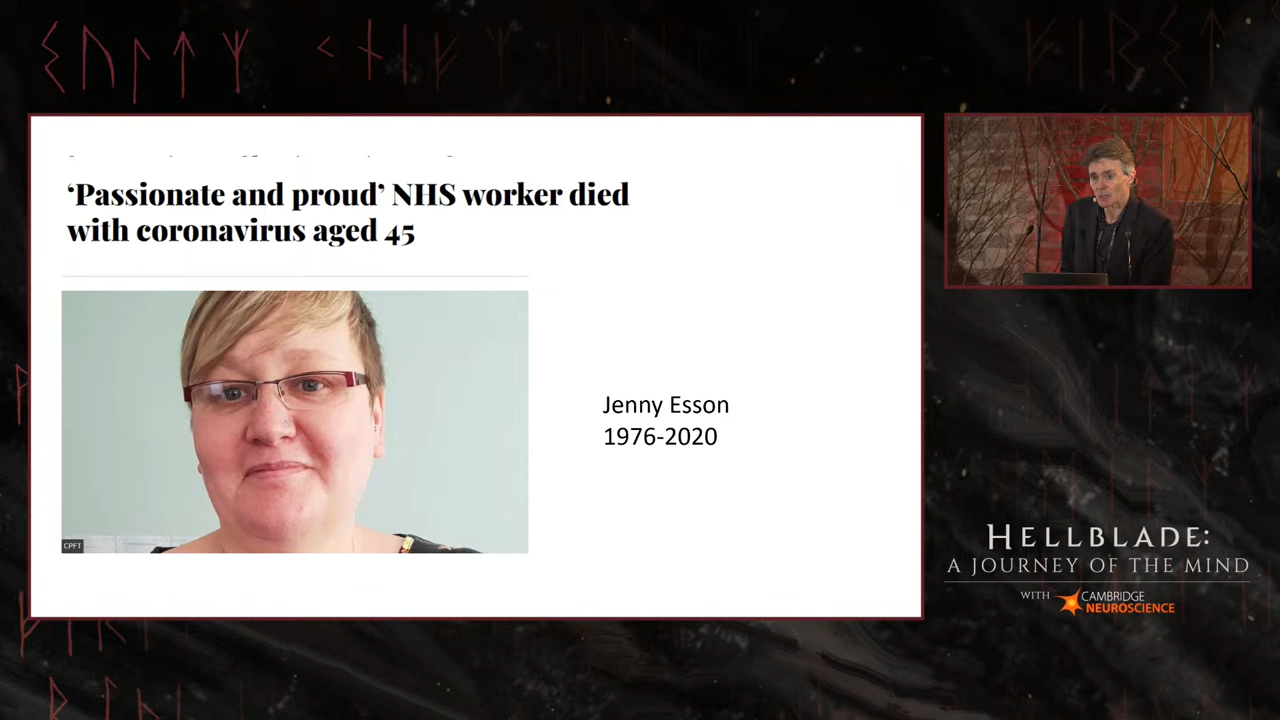 ‘Passionate and proud’ NHS worker died
with coronavirus aged 45
CPFT
Jenny Esson
1976-2020
HELLBLADE:
A JOURNEY OF THE MIND
WITH CAMBRIDGE
NEUROSCIENCE